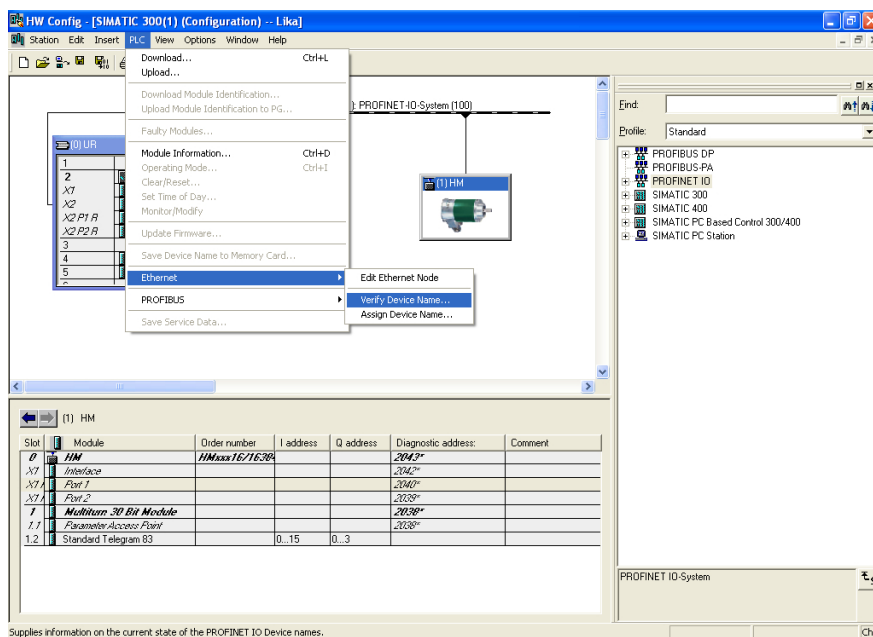 HW Config - [SIMATIC 300(1) (Configuration) -- Lika]
Station Edit Insert PLC View Options Window Help
Download... Ctrl+L
Upload...
Download Module Identification...
Upload Module Identification to PG...
Faulty Modules...
Module Information... Ctrl+D
Operating Mode... Ctrl+I
Clear/Reset...
Set Time of Day...
Monitor/Modify
Update Firmware...
Save Device Name to Memory Card...
Ethernet
PROFIBUS
Save Service Data...
Edit Ethernet Node
Verify Device Name...
Assign Device Name...
(0) UR
1
2
X1
X2
X2 P1 R
X2 P2 R
3
4
5
): PROFINET-IO-System (100)
(1) HM
Find:
Profile: Standard
PROFIBUS DP
PROFIBUS-PA
PROFINET IO
SIMATIC 300
SIMATIC 400
SIMATIC PC Based Control 300/400
SIMATIC PC Station
(1) HM
Slot Module Order number I address Q address Diagnostic address: Comment
0 HM HMxxx16/16384 2043*
X1 Interface 2042*
X1 Port 1 2040*
X1 Port 2 2039*
1 Multiturn 30 Bit Module 2038*
1.1 Parameter Access Point 2038*
1.2 Standard Telegram 83 0...15 0...3
PROFINET IO-System
Supplies information on the current state of the PROFINET IO Device names.
Ch